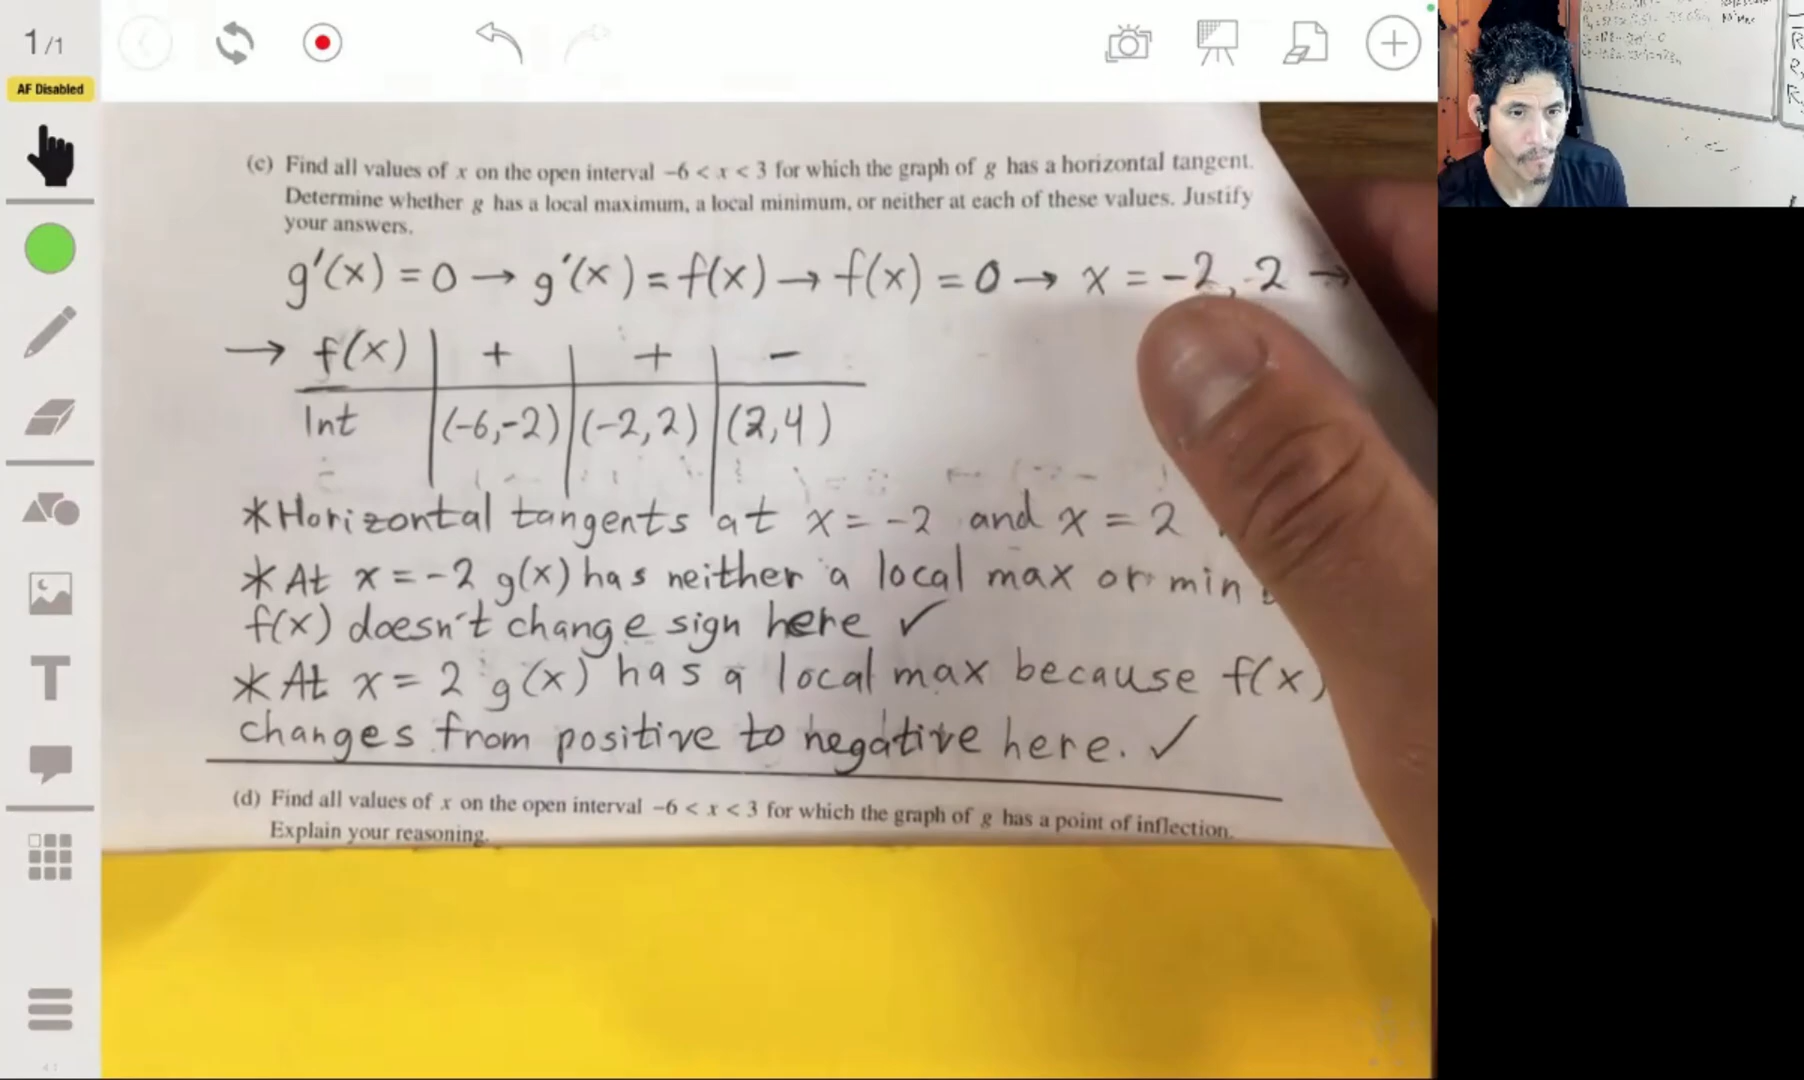 1/1
AF Disabled
(c) Find all values of x on the open interval −6 < x < 3 for which the graph of g has a horizontal tangent.
Determine whether g has a local maximum, a local minimum, or neither at each of these values. Justify
your answers.
g'(x) = 0 → g'(x) = f(x) → f(x) = 0 → x = -2, 2 →
→ f(x) | + | + | -
Int | (-6,-2) | (-2,2) | (2,4)
*Horizontal tangents at x = -2 and x = 2
*At x = -2 g(x) has neither a local max or min
f(x) doesn't change sign here ✓
*At x = 2 g(x) has a local max because f(x)
changes from positive to negative here. ✓
(d) Find all values of x on the open interval −6 < x < 3 for which the graph of g has a point of inflection.
Explain your reasoning.
T